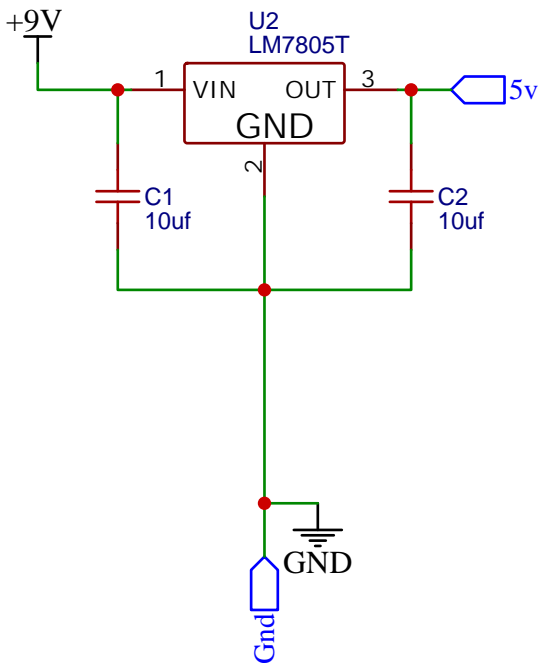 +9V
U2
LM7805T
1
VIN
OUT
3
5v
GND
2
C1
10uf
C2
10uf
GND
Gnd